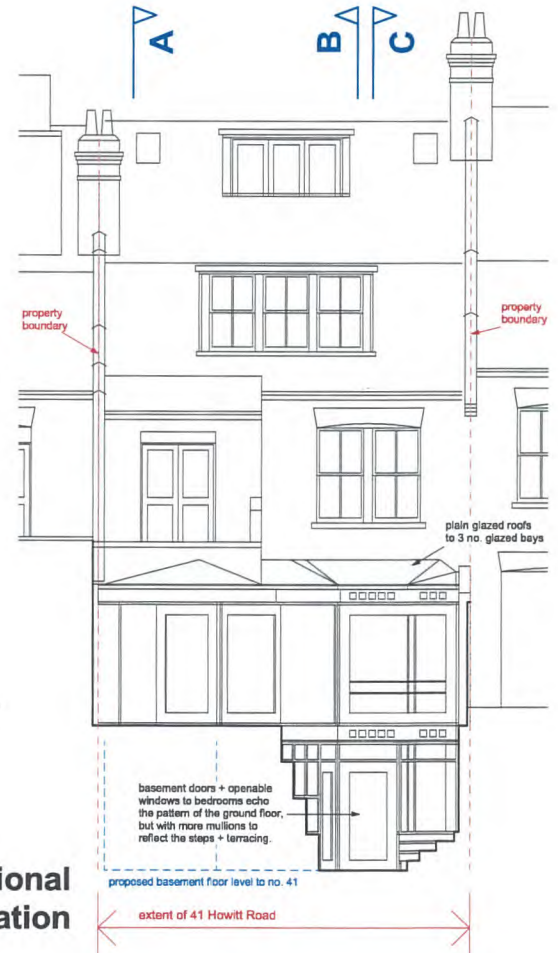 A
B
C
property
boundary
property
boundary
plain glazed roofs
to 3 no. glazed bays
basement doors + openable
windows to bedrooms echo
the pattern of the ground floor,
but with more mullions to
reflect the steps + terracing.
proposed basement floor level to no. 41
extent of 41 Howitt Road
ional
ation